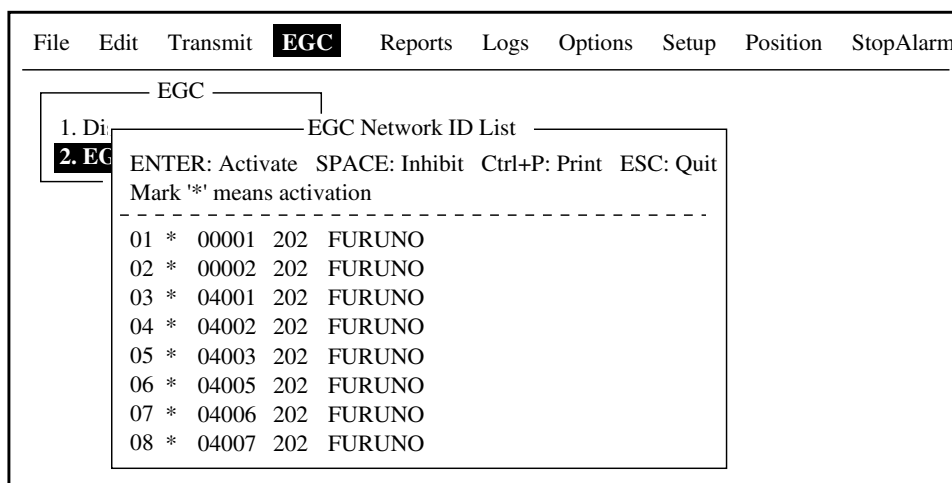 File Edit Transmit EGC Reports Logs Options Setup Position StopAlarm
EGC
1.
2.
EGC Network ID List
ENTER: Activate SPACE: Inhibit Ctrl+P: Print ESC: Quit
Mark '*' means activation
01 * 00001 202 FURUNO
02 * 00002 202 FURUNO
03 * 04001 202 FURUNO
04 * 04002 202 FURUNO
05 * 04003 202 FURUNO
06 * 04005 202 FURUNO
07 * 04006 202 FURUNO
08 * 04007 202 FURUNO